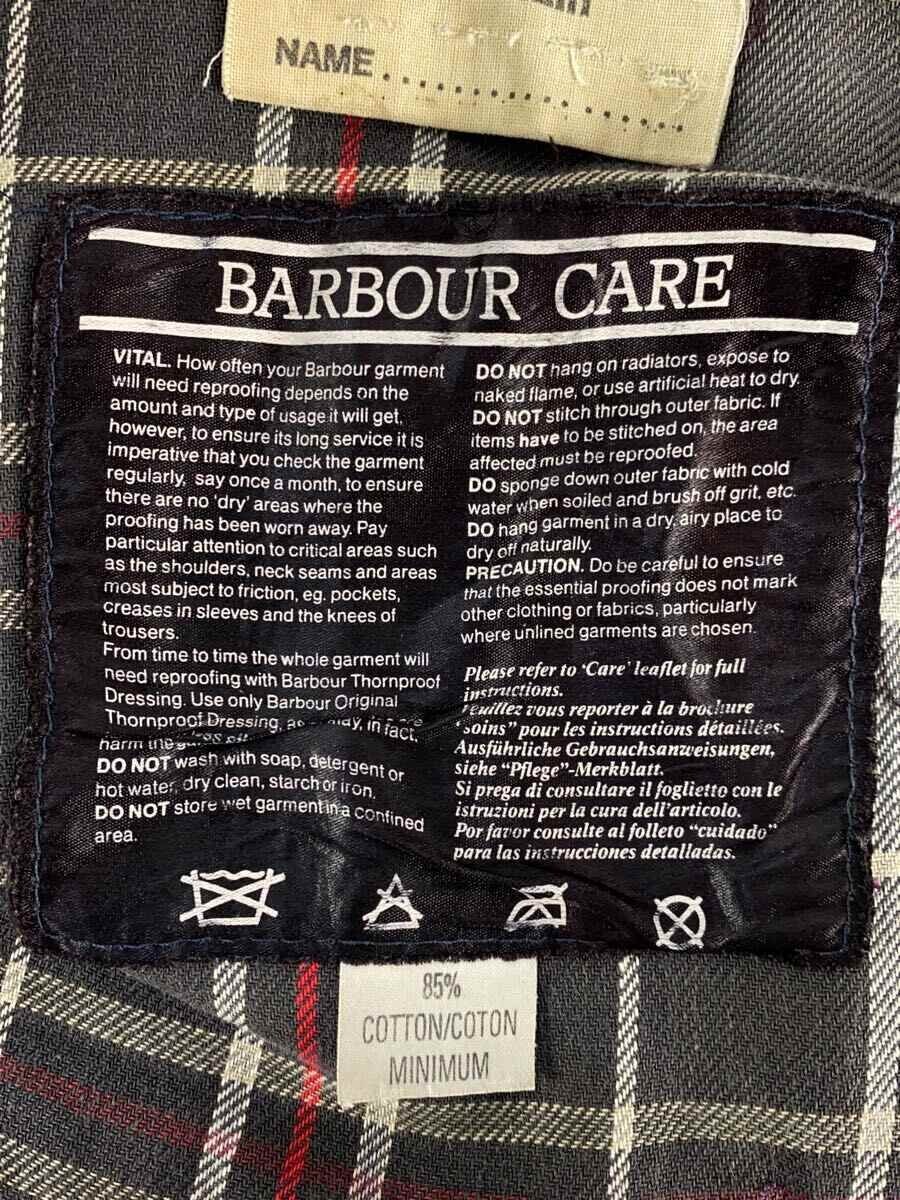 NAME
BARBOUR CARE
VITAL. How often your Barbour garment
will need reproofing depends on the
amount and type of usage it will get,
however, to ensure its long service it is
imperative that you check the garment
regularly, say once a month, to ensure
there are no 'dry' areas where the
proofing has been worn away. Pay
particular attention to critical areas such
as the shoulders, neck seams and areas
most subject to friction, eg. pockets,
creases in sleeves and the knees of
trousers.
From time to time the whole garment will
need reproofing with Barbour Thornproof
Dressing. Use only Barbour Original
Thornproof Dressing, as may, in fact,
harm the
DO NOT wash with soap, detergent or
hot water, dry clean, starch or iron.
DO NOT store wet garment in a confined
area.
DO NOT hang on radiators, expose to
naked flame, or use artificial heat to dry.
DO NOT stitch through outer fabric. If
items have to be stitched on, the area
affected must be reproofed.
DO sponge down outer fabric with cold
water when soiled and brush off grit, etc.
DO hang garment in a dry, airy place to
dry off naturally.
PRECAUTION. Do be careful to ensure
that the essential proofing does not mark
other clothing or fabrics, particularly
where unlined garments are chosen.
Please refer to 'Care' leaflet for full
instructions.
Veuillez vous reporter à la brochure
"soins" pour les instructions détaillées.
Ausführliche Gebrauchsanweisungen,
siehe "Pflege"-Merkblatt.
Si prega di consultare il foglietto con le
istruzioni per la cura dell'articolo.
Por favor consulte al folleto "cuidado"
para las instrucciones detalladas.
85%
COTTON/COTON
MINIMUM